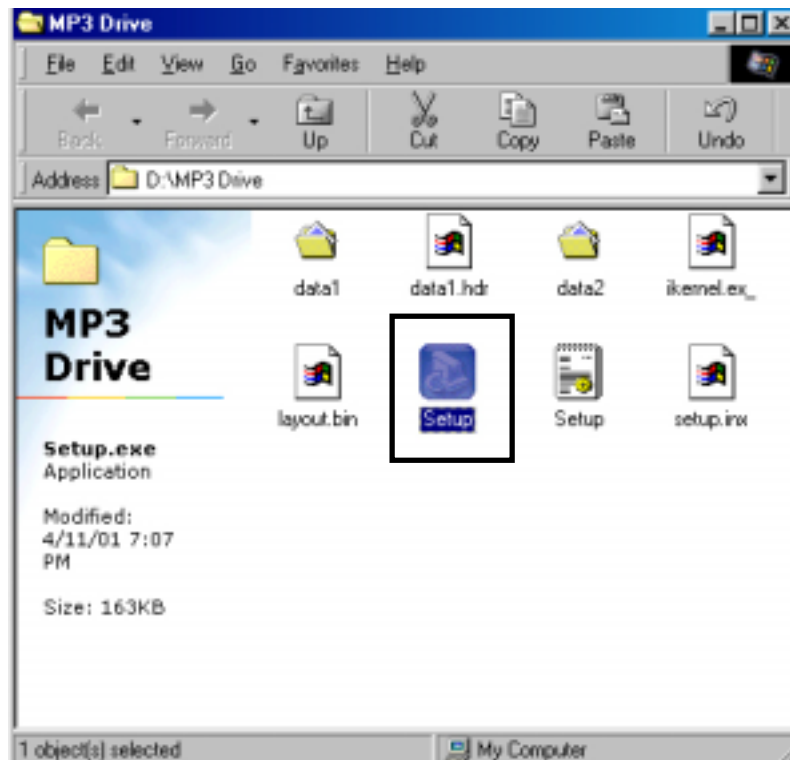 MP3 Drive
File Edit View Go Favorites Help
Back Forward Up Cut Copy Paste Undo
Address D:\MP3 Drive
data1 data1.hdr data2 ikernel.ex_
MP3
Drive
layout.bin Setup Setup setup.inx
Setup.exe
Application
Modified:
4/11/01 7:07
PM
Size: 163KB
1 object(s) selected My Computer